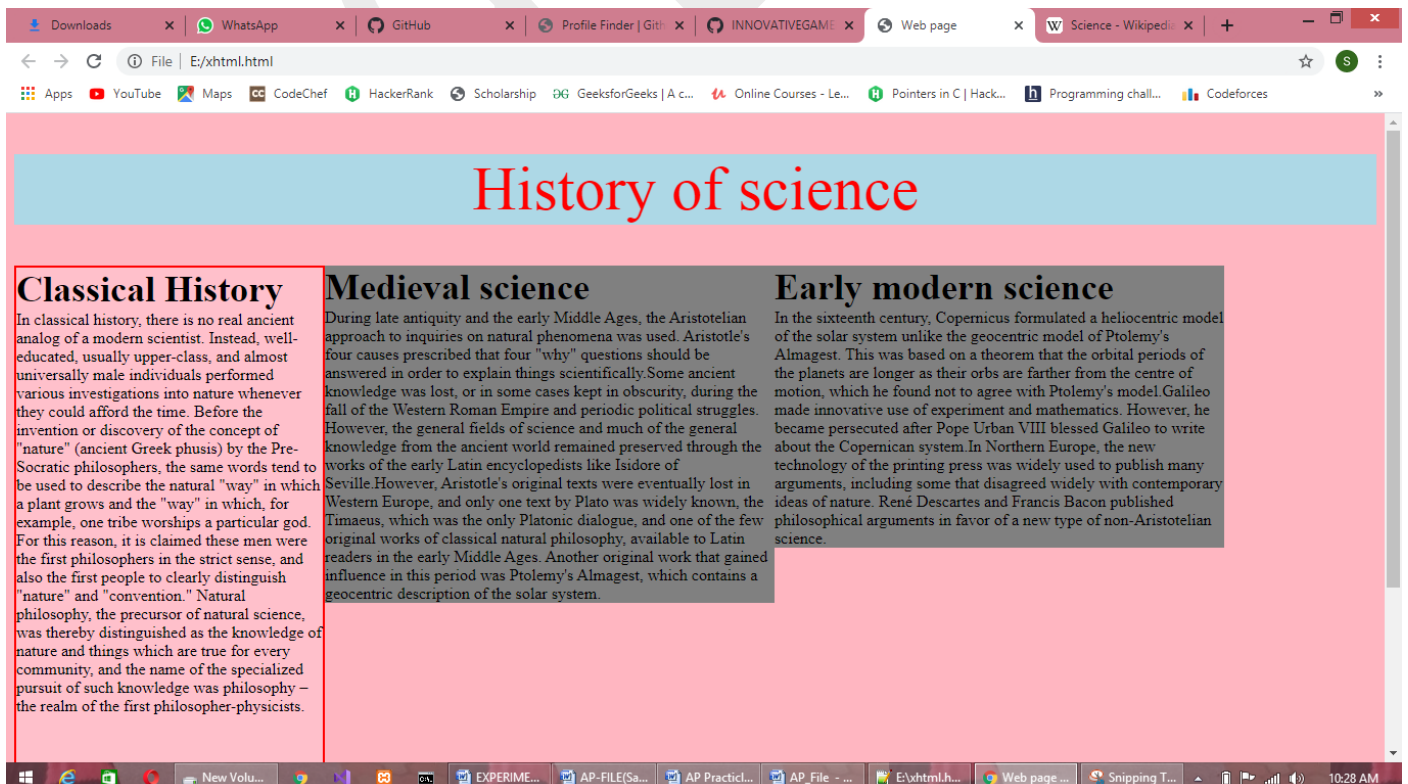 Downloads
WhatsApp
GitHub
Profile Finder | Gith
INNOVATIVEGAME
Web page
Science - Wikipedia
File | E:/xhtml.html
S
Apps
YouTube
Maps
CodeChef
HackerRank
Scholarship
GeeksforGeeks | A c...
Online Courses - Le...
Pointers in C | Hack...
Programming chall...
Codeforces
History of science
Classical History
In classical history, there is no real ancient
analog of a modern scientist. Instead, well-
educated, usually upper-class, and almost
universally male individuals performed
various investigations into nature whenever
they could afford the time. Before the
invention or discovery of the concept of
"nature" (ancient Greek phusis) by the Pre-
Socratic philosophers, the same words tend to
be used to describe the natural "way" in which
a plant grows and the "way" in which, for
example, one tribe worships a particular god.
For this reason, it is claimed these men were
the first philosophers in the strict sense, and
also the first people to clearly distinguish
"nature" and "convention." Natural
philosophy, the precursor of natural science,
was thereby distinguished as the knowledge of
nature and things which are true for every
community, and the name of the specialized
pursuit of such knowledge was philosophy –
the realm of the first philosopher-physicists.
Medieval science
During late antiquity and the early Middle Ages, the Aristotelian
approach to inquiries on natural phenomena was used. Aristotle's
four causes prescribed that four "why" questions should be
answered in order to explain things scientifically.Some ancient
knowledge was lost, or in some cases kept in obscurity, during the
fall of the Western Roman Empire and periodic political struggles.
However, the general fields of science and much of the general
knowledge from the ancient world remained preserved through the
works of the early Latin encyclopedists like Isidore of
Seville.However, Aristotle's original texts were eventually lost in
Western Europe, and only one text by Plato was widely known, the
Timaeus, which was the only Platonic dialogue, and one of the few
original works of classical natural philosophy, available to Latin
readers in the early Middle Ages. Another original work that gained
influence in this period was Ptolemy's Almagest, which contains a
geocentric description of the solar system.
Early modern science
In the sixteenth century, Copernicus formulated a heliocentric model
of the solar system unlike the geocentric model of Ptolemy's
Almagest. This was based on a theorem that the orbital periods of
the planets are longer as their orbs are farther from the centre of
motion, which he found not to agree with Ptolemy's model.Galileo
made innovative use of experiment and mathematics. However, he
became persecuted after Pope Urban VIII blessed Galileo to write
about the Copernican system.In Northern Europe, the new
technology of the printing press was widely used to publish many
arguments, including some that disagreed widely with contemporary
ideas of nature. René Descartes and Francis Bacon published
philosophical arguments in favor of a new type of non-Aristotelian
science.
New Volu...
EXPERIME...
AP-FILE(Sa...
AP Practicl...
AP_File - ...
E:\xhtml.h...
Web page ...
Snipping T...
10:28 AM